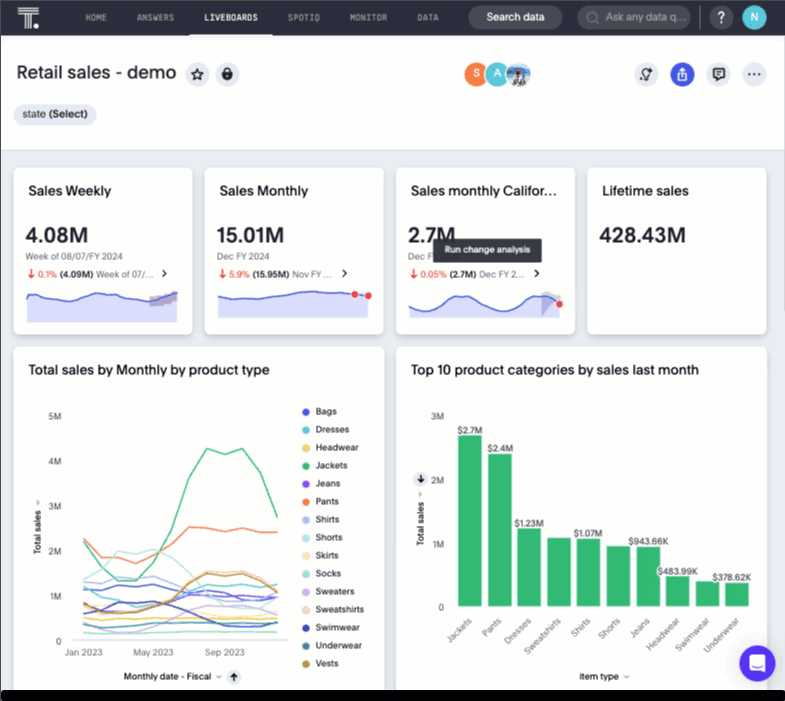 HOME ANSWERS LIVEBOARDS SPOTIQ MONITOR DATA Search data Ask any data q... ? N
Retail sales - demo
S A
state (Select)
Sales Weekly
4.08M
Week of 08/07/FY 2024
0.1% (4.09M) Week of 07/...
Sales Monthly
15.01M
Dec FY 2024
5.9% (15.95M) Nov FY ...
Sales monthly Califor...
2.7M
Run change analysis
Dec F
0.05% (2.7M) Dec FY 2...
Lifetime sales
428.43M
Total sales by Monthly by product type
Total sales
5M
4M
3M
2M
1M
0
Jan 2023 May 2023 Sep 2023
Monthly date - Fiscal
Bags
Dresses
Headwear
Jackets
Jeans
Pants
Shirts
Shorts
Skirts
Socks
Sweaters
Sweatshirts
Swimwear
Underwear
Vests
Top 10 product categories by sales last month
Total sales
3M
2M
1M
0
$2.7M
$2.4M
$1.23M
$1.07M
$943.66K
$483.99K
$378.62K
Jackets
Pants
Dresses
Sweatshirts
Shirts
Shorts
Jeans
Headwear
Swimwear
Underwear
item type